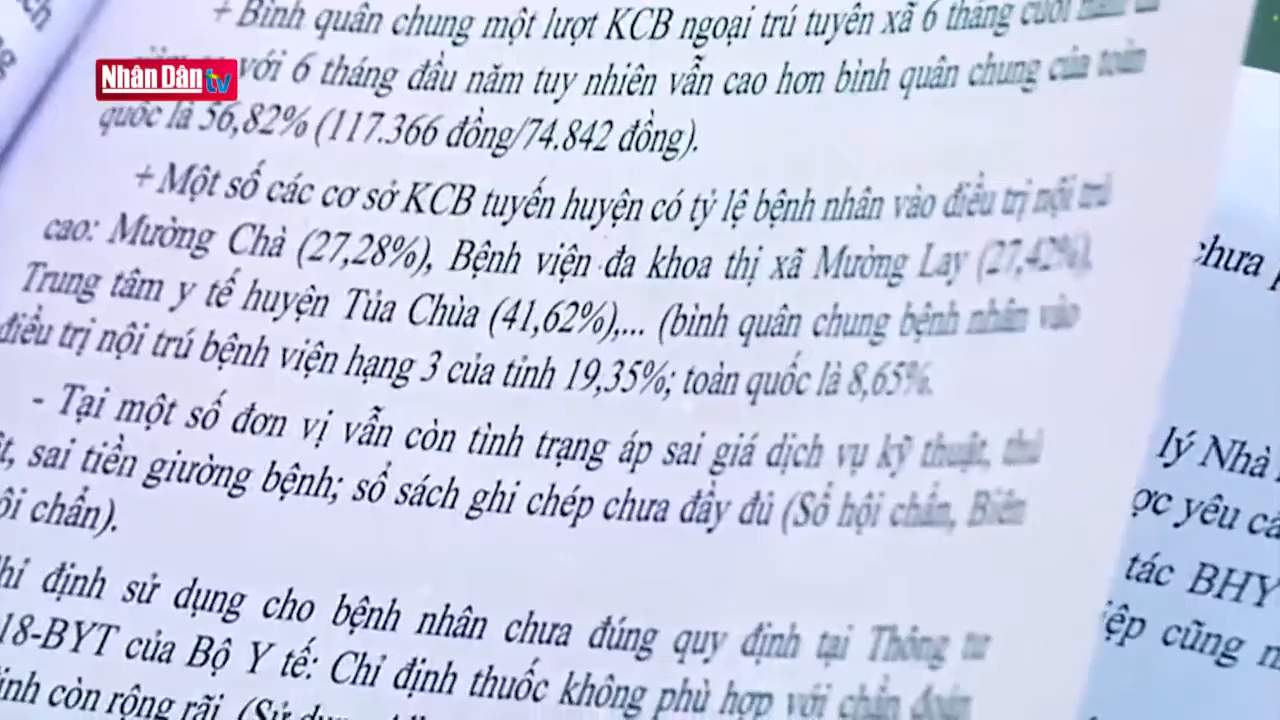 + Bình quân chung một lượt KCB ngoại trú tuyến xã 6 tháng cuối
với 6 tháng đầu năm tuy nhiên vẫn cao hơn bình quân chung của toàn
quốc là 56,82% (117.366 đồng/74.842 đồng).
+ Một số các cơ sở KCB tuyến huyện có tỷ lệ bệnh nhân vào điều trị nội trú
cao: Mường Chà (27,28%), Bệnh viện đa khoa thị xã Mường Lay (27,42%),
Trung tâm y tế huyện Tủa Chùa (41,62%),... (bình quân chung bệnh nhân vào
điều trị nội trú bệnh viện hạng 3 của tỉnh 19,35%; toàn quốc là 8,65%.
- Tại một số đơn vị vẫn còn tình trạng áp sai giá dịch vụ kỹ thuật, thủ
sai tiền giường bệnh; sổ sách ghi chép chưa đầy đủ (Sổ hội chẩn, Biên
chẩn).
định sử dụng cho bệnh nhân chưa đúng quy định tại Thông tư
18-BYT của Bộ Y tế: Chỉ định thuốc không phù hợp với chẩn đoán
còn rộng rãi. (Sử
Nhân Dân tv
chưa
lý Nhà
yêu
tác BHY
cũng